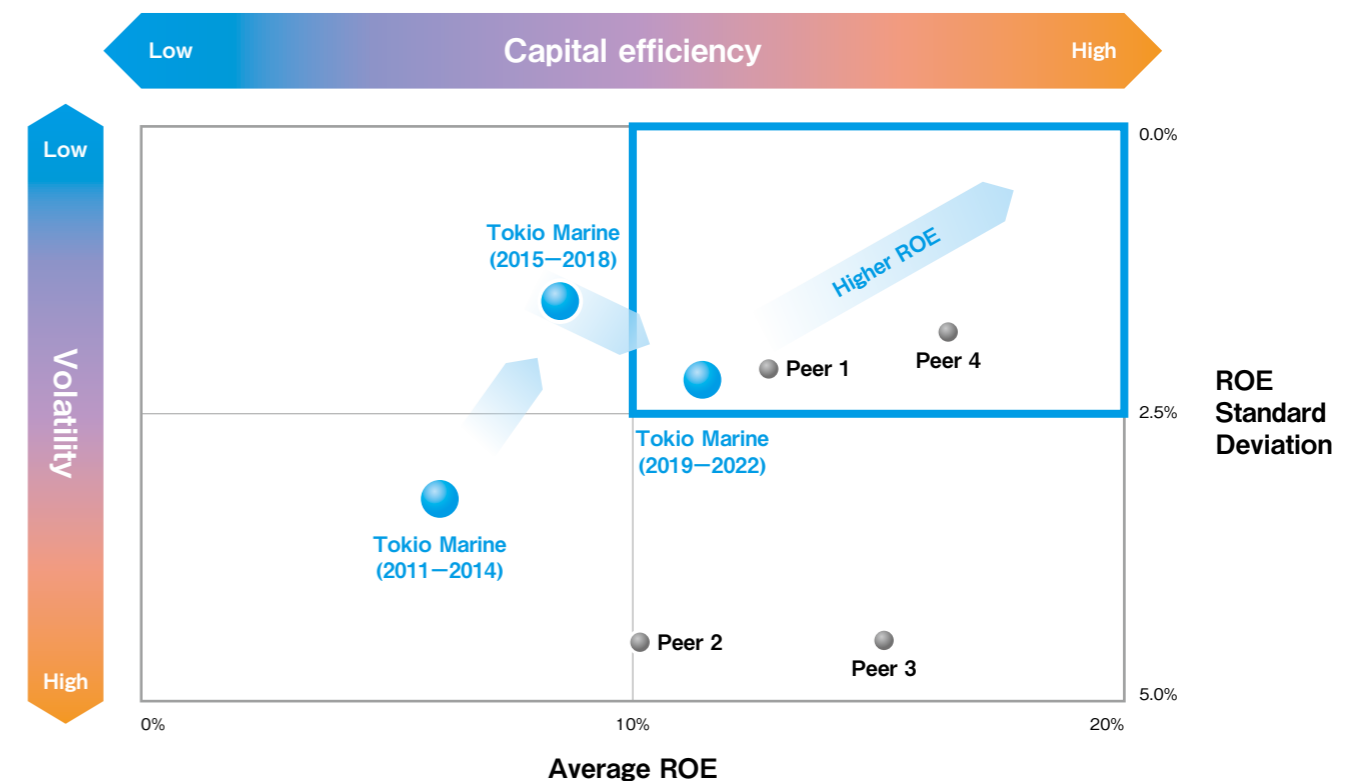 Low
Capital efficiency
High
Low
Volatility
High
0.0%
2.5%
5.0%
ROE
Standard
Deviation
Tokio Marine
(2015—2018)
Higher ROE
Peer 1
Peer 4
Tokio Marine
(2019—2022)
Tokio Marine
(2011—2014)
Peer 2
Peer 3
0%
10%
20%
Average ROE